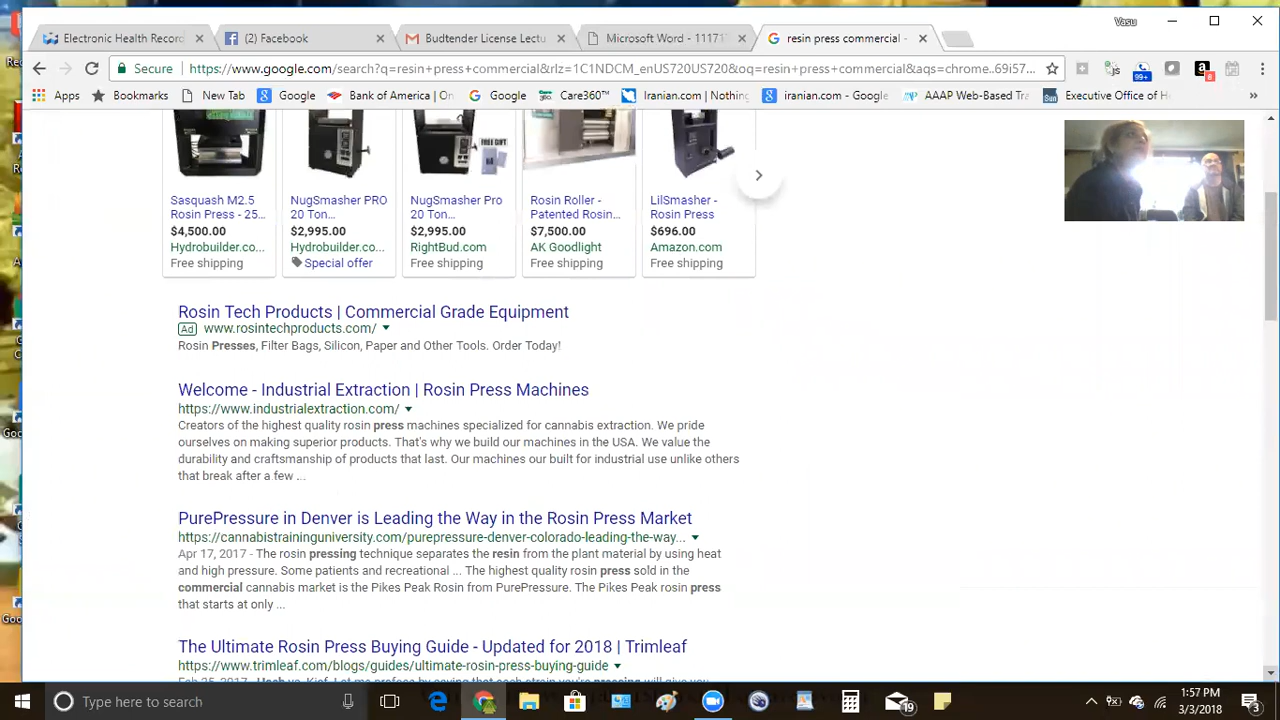 Vasu
Electronic Health Record
(2) Facebook
Budtender License Lectu
Microsoft Word - 11171
resin press commercial -
Secure
https://www.google.com/search?q=resin+press+commercial&rlz=1C1NDCM_enUS720US720&oq=resin+press+commercial&aqs=chrome..69i57...
99+
8
Apps
Bookmarks
New Tab
Google
Bank of America | On
Google
Care360™
Iranian.com | Nothing
iranian.com - Google
AAAP Web-Based Tra
Executive Office of H
»
Sasquash M2.5
Rosin Press - 25...
$4,500.00
Hydrobuilder.co...
Free shipping
NugSmasher PRO
20 Ton...
$2,995.00
Hydrobuilder.co...
Special offer
FREE GIFT
NugSmasher Pro
20 Ton...
$2,995.00
RightBud.com
Free shipping
Rosin Roller -
Patented Rosin...
$7,500.00
AK Goodlight
Free shipping
LilSmasher -
Rosin Press
$696.00
Amazon.com
Free shipping
Rosin Tech Products | Commercial Grade Equipment
Ad www.rosintechproducts.com/
Rosin Presses, Filter Bags, Silicon, Paper and Other Tools. Order Today!
Welcome - Industrial Extraction | Rosin Press Machines
https://www.industrialextraction.com/
Creators of the highest quality rosin press machines specialized for cannabis extraction. We pride
ourselves on making superior products. That's why we build our machines in the USA. We value the
durability and craftsmanship of products that last. Our machines our built for industrial use unlike others
that break after a few ...
PurePressure in Denver is Leading the Way in the Rosin Press Market
https://cannabistraininguniversity.com/purepressure-denver-colorado-leading-the-way...
Apr 17, 2017 - The rosin pressing technique separates the resin from the plant material by using heat
and high pressure. Some patients and recreational ... The highest quality rosin press sold in the
commercial cannabis market is the Pikes Peak Rosin from PurePressure. The Pikes Peak rosin press
that starts at only ...
The Ultimate Rosin Press Buying Guide - Updated for 2018 | Trimleaf
https://www.trimleaf.com/blogs/guides/ultimate-rosin-press-buying-guide
Type here to search
19
1:57 PM
3/3/2018
3